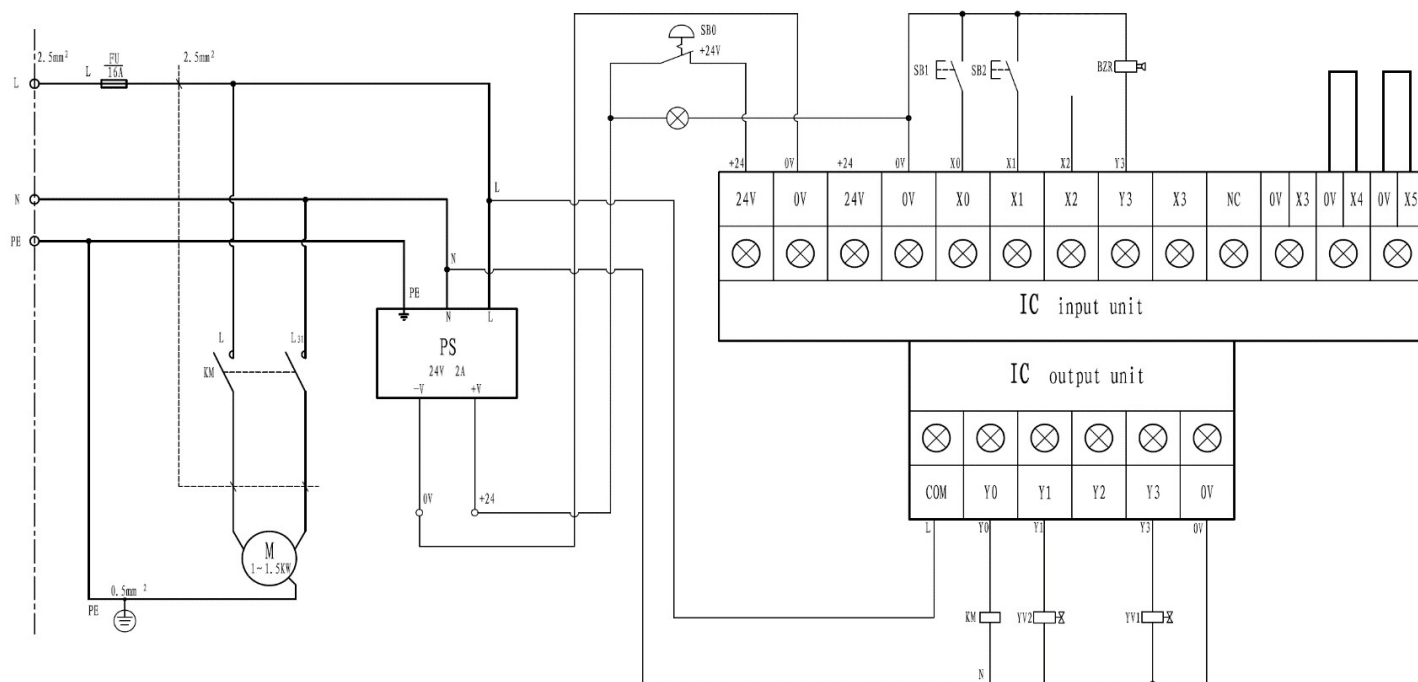 2.5mm²
FU
16A
L
L
2.5mm²
N
PE
L
KM
L31
M
1~1.5KW
0.5mm²
PE
L
N
PE
N
L
PS
24V 2A
-V
+V
0V
+24
SB0
+24V
SB1
SB2
BZR
+24
0V
+24
0V
X0
X1
X2
Y3
24V
0V
24V
0V
X0
X1
X2
Y3
X3
NC
0V
X3
0V
X4
0V
X5
IC input unit
IC output unit
COM
Y0
Y1
Y2
Y3
0V
L
Y0
Y1
Y3
0V
KM
YV2
YV1
N